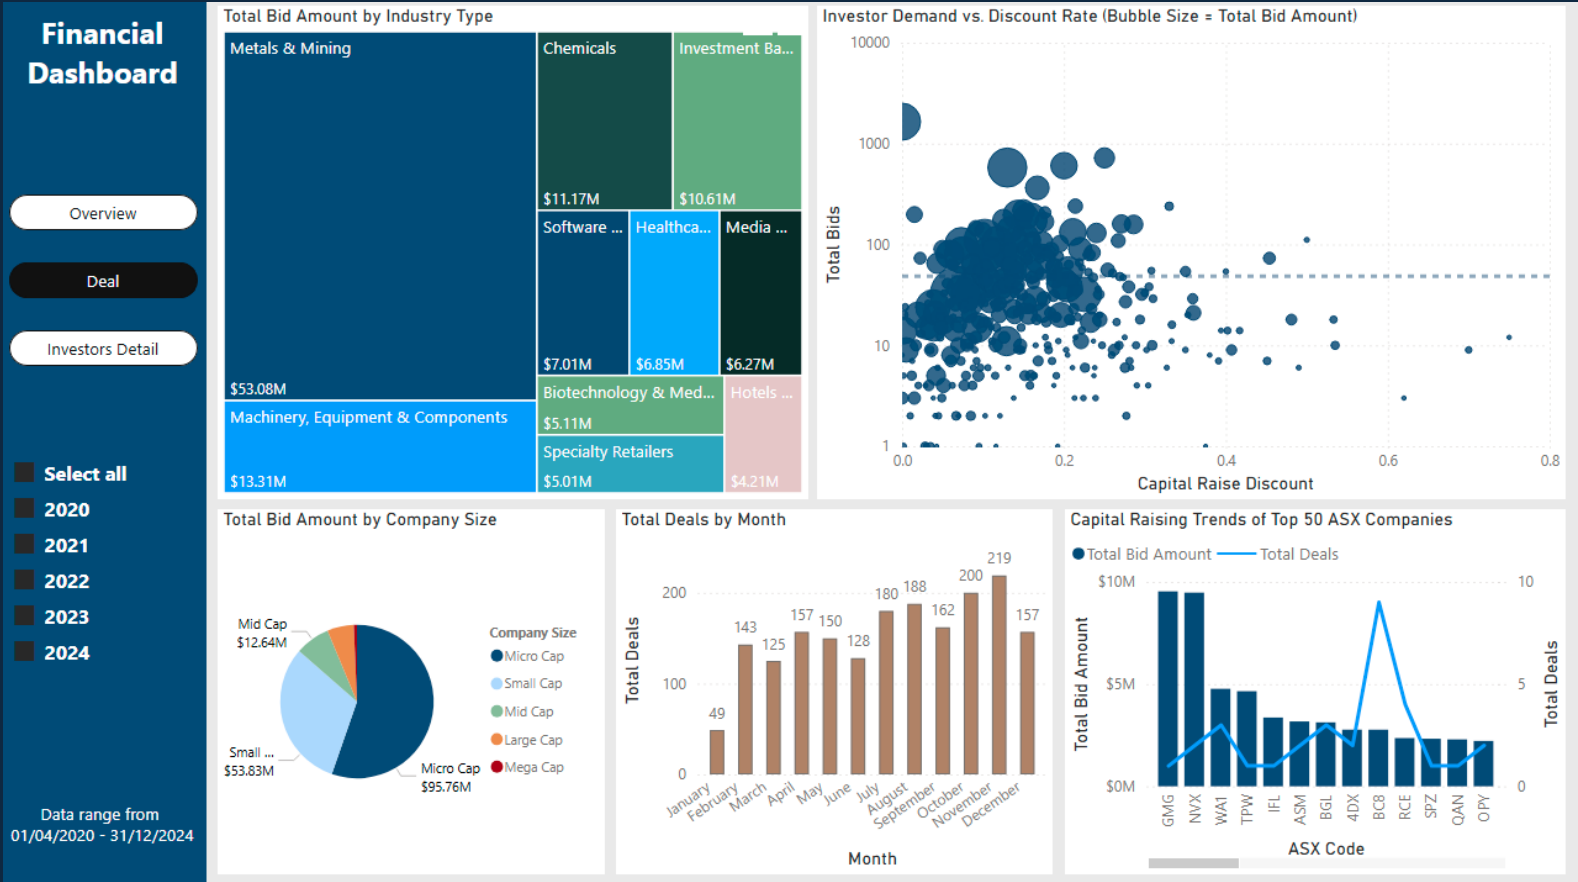 Financial
Dashboard
Overview
Deal
Investors Detail
Select all
2020
2021
2022
2023
2024
Data range from
01/04/2020 - 31/12/2024
Total Bid Amount by Industry Type
Metals & Mining
$53.08M
Machinery, Equipment & Components
$13.31M
Chemicals
$11.17M
Investment Ba...
$10.61M
Software ...
$7.01M
Healthca...
$6.85M
Media ...
$6.27M
Biotechnology & Med...
$5.11M
Specialty Retailers
$5.01M
Hotels ...
$4.21M
Investor Demand vs. Discount Rate (Bubble Size = Total Bid Amount)
Total Bids
10000
1000
100
10
1
0.0 0.2 0.4 0.6 0.8
Capital Raise Discount
Total Bid Amount by Company Size
Mid Cap
$12.64M
Small ...
$53.83M
Micro Cap
$95.76M
Company Size
Micro Cap
Small Cap
Mid Cap
Large Cap
Mega Cap
Total Deals by Month
Total Deals
200
100
0
49 143 125 157 150 128 180 188 162 200 219 157
January February March April May June July August September October November December
Month
Capital Raising Trends of Top 50 ASX Companies
Total Bid Amount Total Deals
Total Bid Amount
$10M
$5M
$0M
10
5
0
Total Deals
GMG NVX WA1 TPW IFL ASM BGL 4DX BC8 RCE SPZ QAN OPY
ASX Code